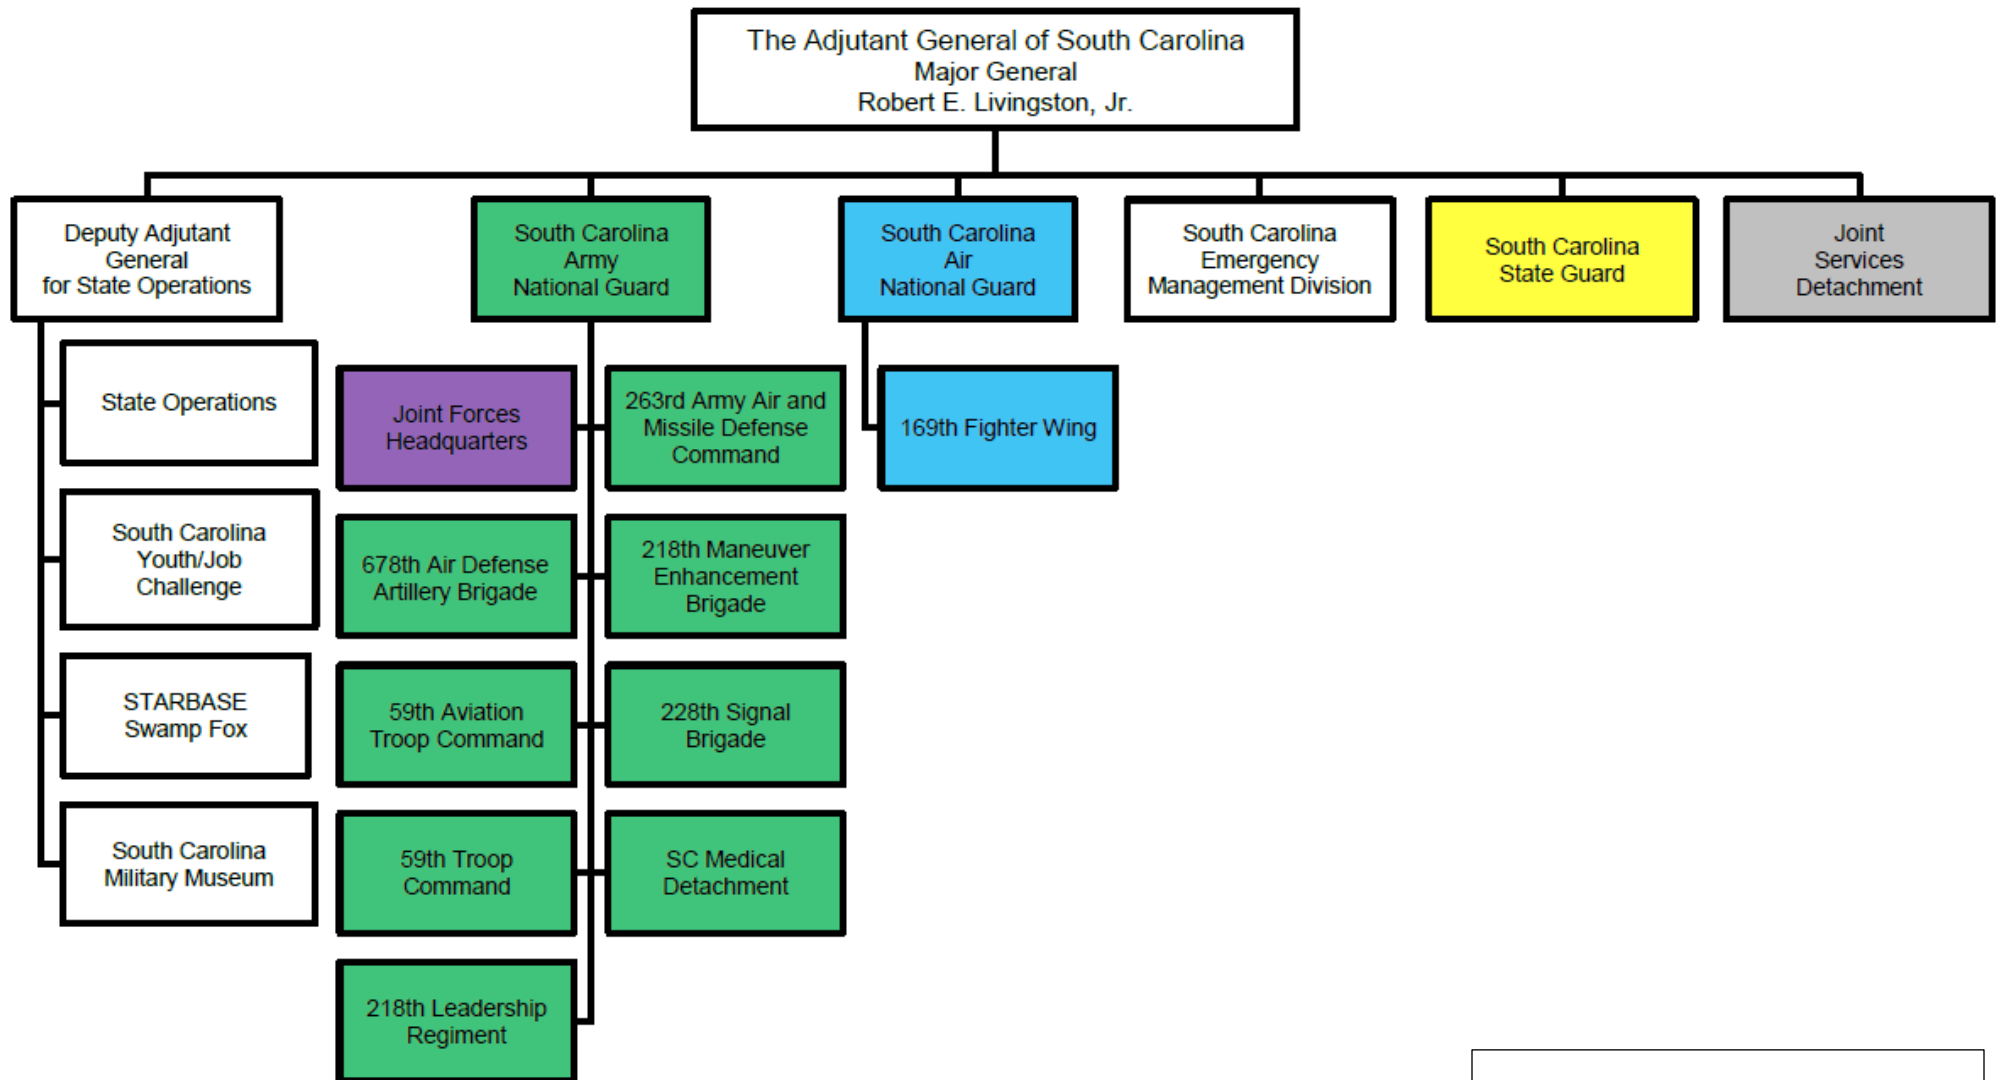 The Adjutant General of South Carolina
Major General
Robert E. Livingston, Jr.
Deputy Adjutant
General
for State Operations
South Carolina
Army
National Guard
South Carolina
Air
National Guard
South Carolina
Emergency
Management Division
South Carolina
State Guard
Joint
Services
Detachment
State Operations
South Carolina
Youth/Job
Challenge
STARBASE
Swamp Fox
South Carolina
Military Museum
Joint Forces
Headquarters
263rd Army Air and
Missile Defense
Command
678th Air Defense
Artillery Brigade
218th Maneuver
Enhancement
Brigade
59th Aviation
Troop Command
228th Signal
Brigade
59th Troop
Command
SC Medical
Detachment
218th Leadership
Regiment
169th Fighter Wing